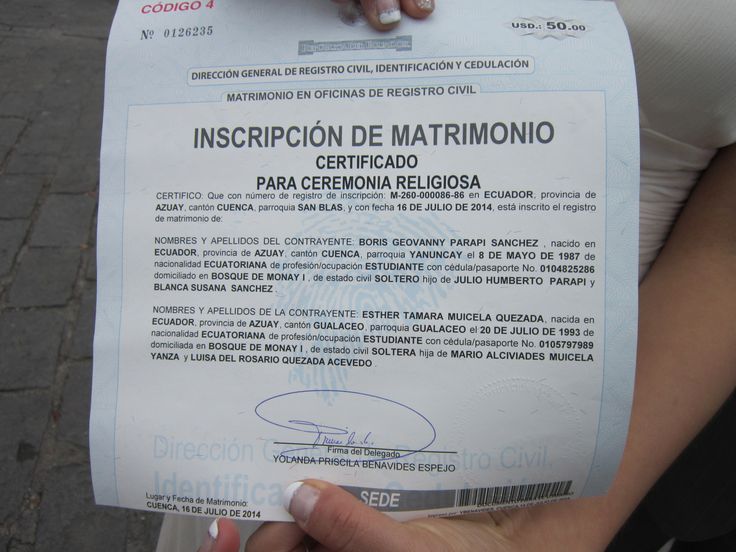 CÓDIGO 4
Nº 0126235
USD.: 50.00
DIRECCIÓN GENERAL DE REGISTRO CIVIL, IDENTIFICACIÓN Y CEDULACIÓN
MATRIMONIO EN OFICINAS DE REGISTRO CIVIL
INSCRIPCIÓN DE MATRIMONIO
CERTIFICADO
PARA CEREMONIA RELIGIOSA
CERTIFICO: Que con número de registro de inscripción: M-260-000086-86 en ECUADOR, provincia de
AZUAY, cantón CUENCA, parroquia SAN BLAS, y con fecha 16 DE JULIO DE 2014, está inscrito el registro
de matrimonio de:
NOMBRES Y APELLIDOS DEL CONTRAYENTE: BORIS GEOVANNY PARAPI SANCHEZ , nacido en
ECUADOR, provincia de AZUAY, cantón CUENCA, parroquia YANUNCAY el 8 DE MAYO DE 1987 de
nacionalidad ECUATORIANA de profesión/ocupación ESTUDIANTE con cédula/pasaporte No. 0104825286
domiciliado en BOSQUE DE MONAY I , de estado civil SOLTERO hijo de JULIO HUMBERTO PARAPI y
BLANCA SUSANA SANCHEZ .
NOMBRES Y APELLIDOS DE LA CONTRAYENTE: ESTHER TAMARA MUICELA QUEZADA, nacida en
ECUADOR, provincia de AZUAY, cantón GUALACEO, parroquia GUALACEO el 20 DE JULIO DE 1993 de
nacionalidad ECUATORIANA de profesión/ocupación ESTUDIANTE con cédula/pasaporte No. 0105797989
domiciliada en BOSQUE DE MONAY I , de estado civil SOLTERA hija de MARIO ALCIVIADES MUICELA
YANZA y LUISA DEL ROSARIO QUEZADA ACEVEDO .
Firma del Delegado
YOLANDA PRISCILA BENAVIDES ESPEJO
Dirección Registro Civil,
SEDE
Lugar y Fecha de Matrimonio:
CUENCA, 16 DE JULIO DE 2014